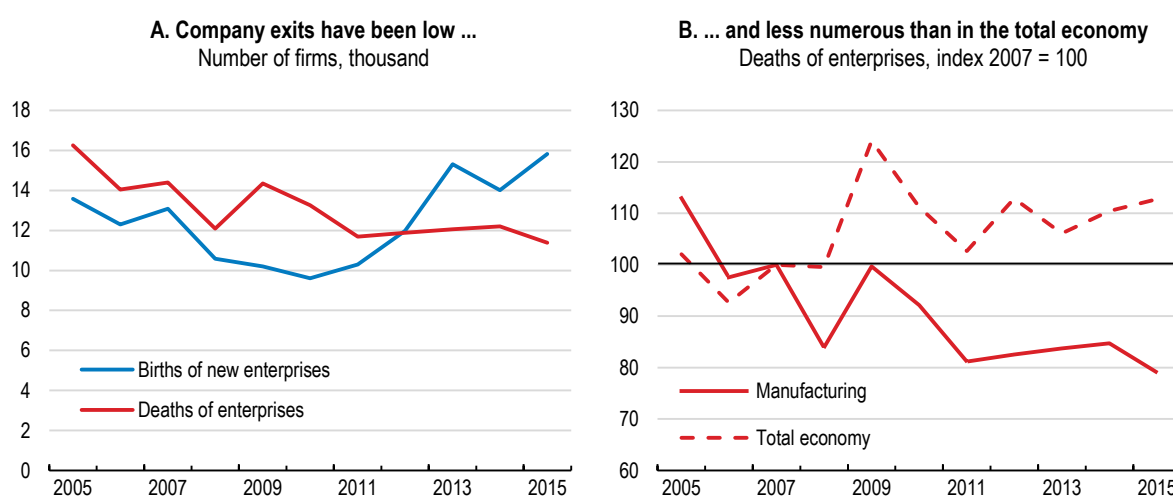 A. Company exits have been low ...
Number of firms, thousand
18
16
14
12
10
8
6
4
2
0
Births of new enterprises
Deaths of enterprises
2005 2007 2009 2011 2013 2015
B. ... and less numerous than in the total economy
Deaths of enterprises, index 2007 = 100
130
120
110
100
90
80
70
60
Manufacturing
Total economy
2005 2007 2009 2011 2013 2015